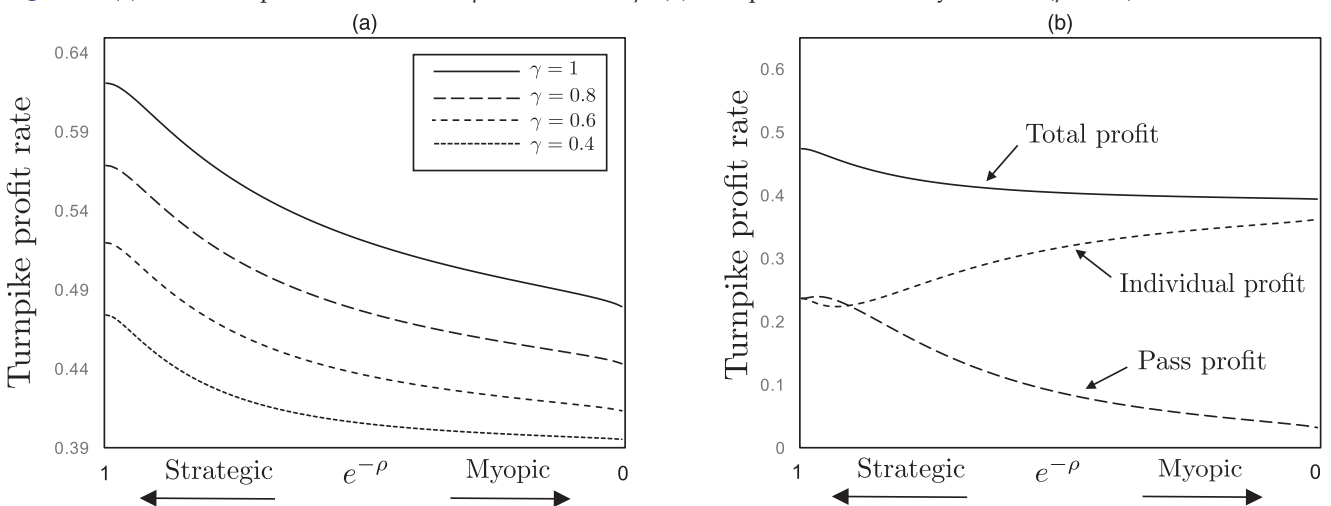 (a)
Turnpike profit rate
0.64
0.59
0.54
0.49
0.44
0.39
γ = 1
γ = 0.8
γ = 0.6
γ = 0.4
1 Strategic e^{−ρ} Myopic 0
(b)
Turnpike profit rate
0.6
0.5
0.4
0.3
0.2
0.1
0
Total profit
Individual profit
Pass profit
1 Strategic e^{−ρ} Myopic 0